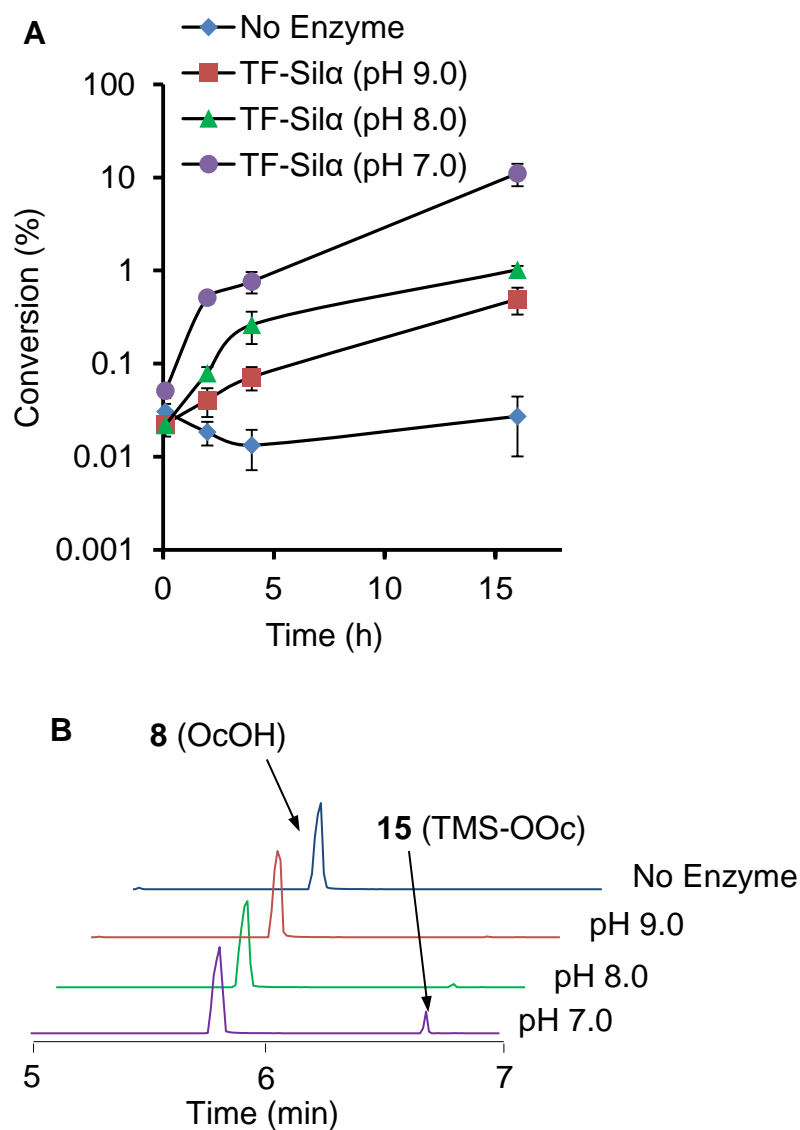 A
No Enzyme
TF-Silα (pH 9.0)
TF-Silα (pH 8.0)
TF-Silα (pH 7.0)
100
10
1
0.1
0.01
0.001
Conversion (%)
0 5 10 15
Time (h)
B
8 (OcOH)
15 (TMS-OOc)
No Enzyme
pH 9.0
pH 8.0
pH 7.0
5 6 7
Time (min)